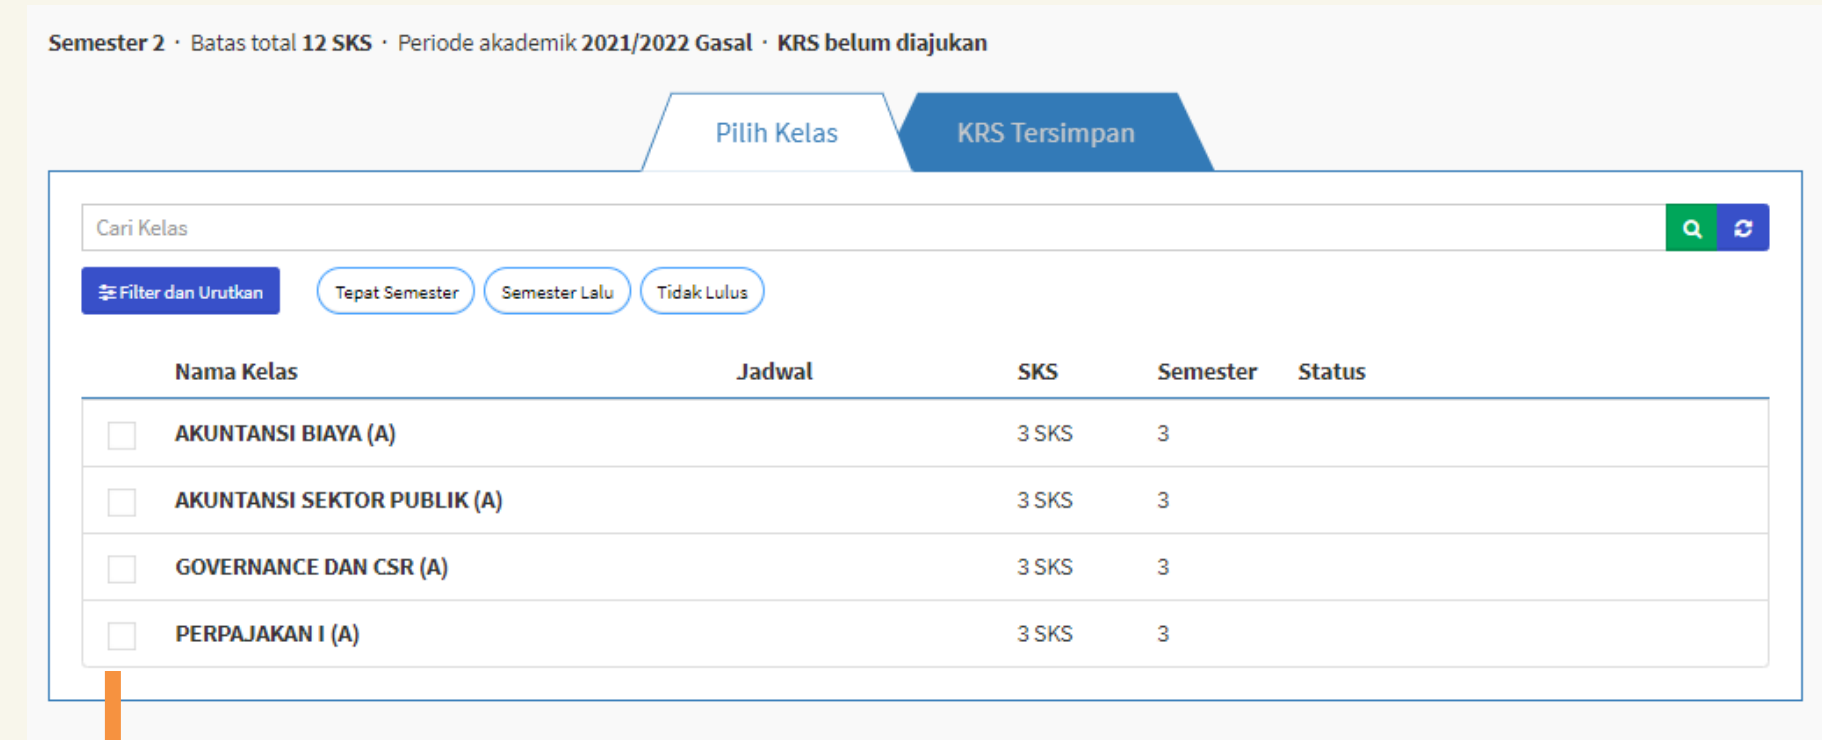 Semester 2 · Batas total 12 SKS · Periode akademik 2021/2022 Gasal · KRS belum diajukan
Pilih Kelas KRS Tersimpan
Cari Kelas
Filter dan Urutkan Tepat Semester Semester Lalu Tidak Lulus
Nama Kelas Jadwal SKS Semester Status
AKUNTANSI BIAYA (A) 3 SKS 3
AKUNTANSI SEKTOR PUBLIK (A) 3 SKS 3
GOVERNANCE DAN CSR (A) 3 SKS 3
PERPAJAKAN I (A) 3 SKS 3